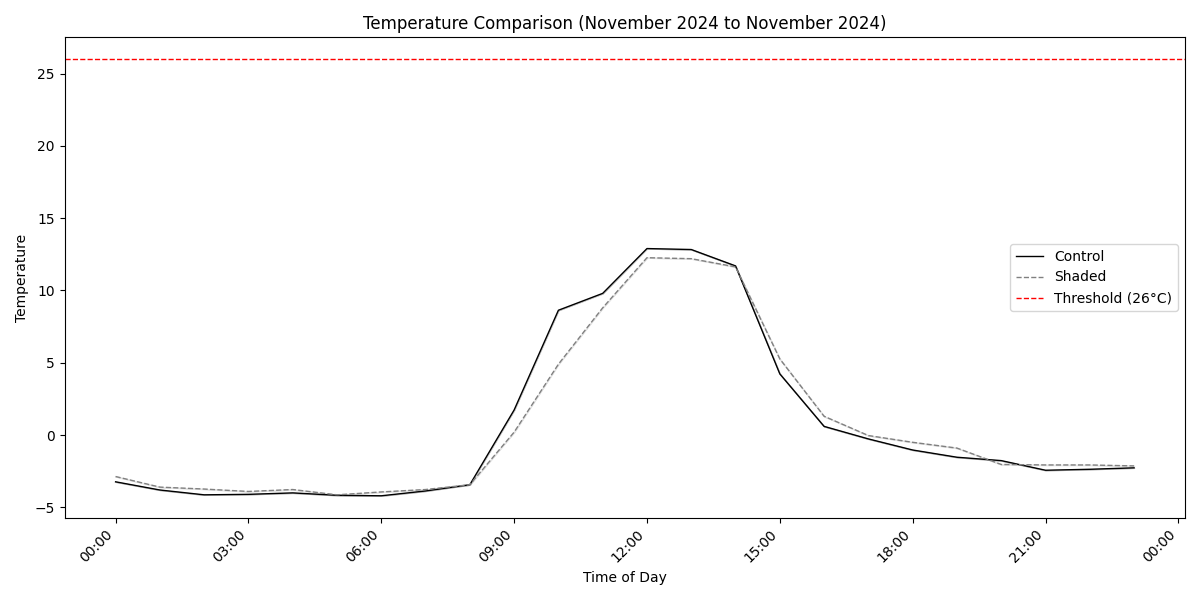 Temperature Comparison (November 2024 to November 2024)
Temperature
25
20
15
10
5
0
−5
Control
Shaded
Threshold (26°C)
00:00
03:00
06:00
09:00
12:00
15:00
18:00
21:00
00:00
Time of Day